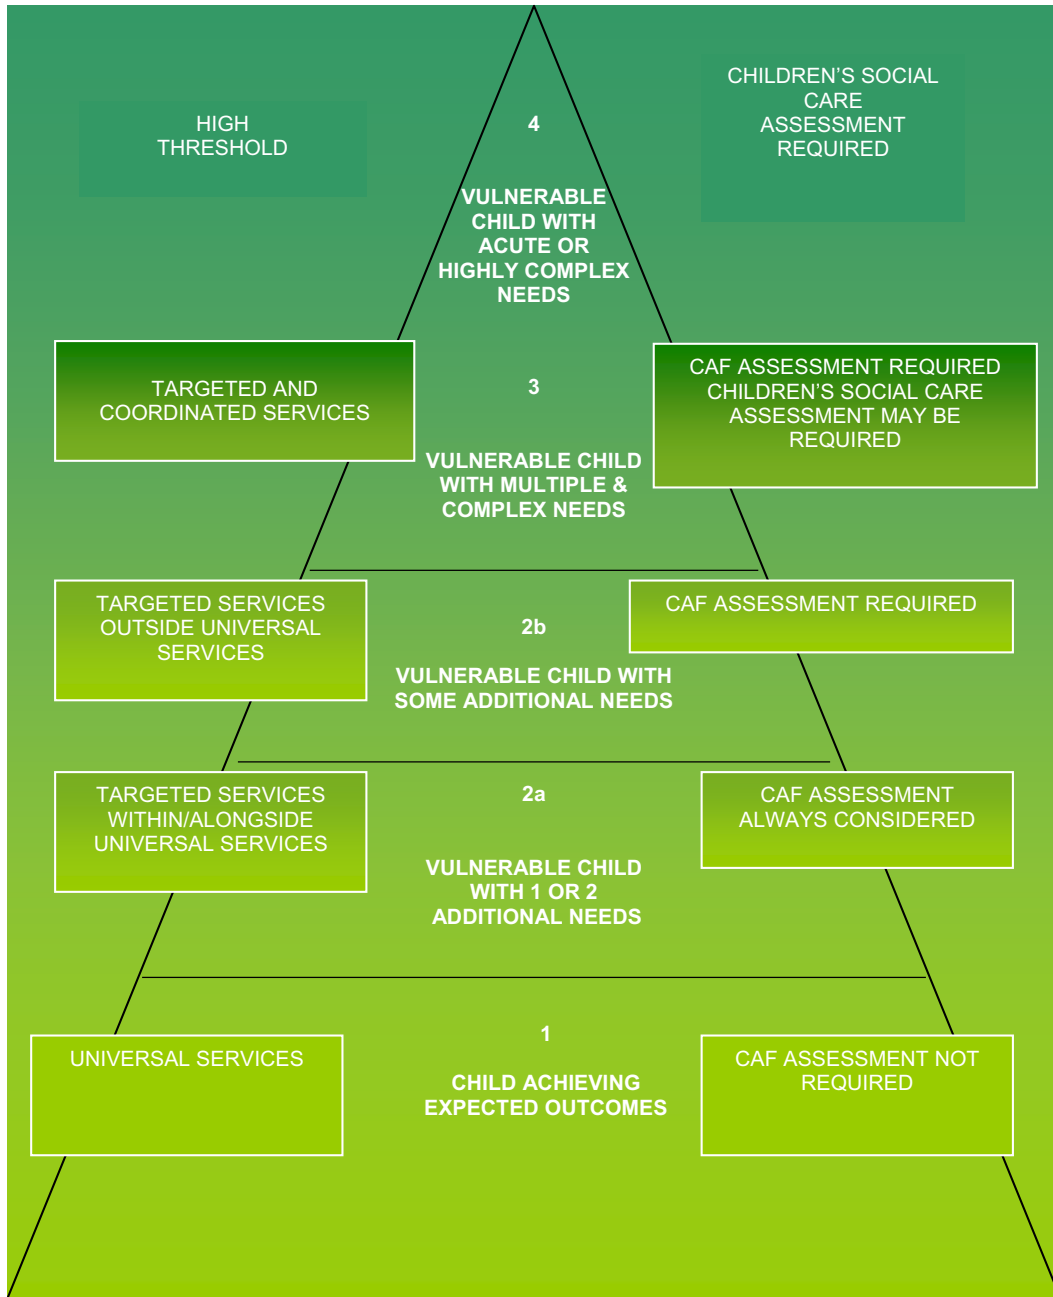 HIGH
THRESHOLD
4
CHILDREN'S SOCIAL
CARE
ASSESSMENT
REQUIRED
VULNERABLE
CHILD WITH
ACUTE OR
HIGHLY COMPLEX
NEEDS
TARGETED AND
COORDINATED SERVICES
3
CAF ASSESSMENT REQUIRED
CHILDREN'S SOCIAL CARE
ASSESSMENT MAY BE
REQUIRED
VULNERABLE CHILD
WITH MULTIPLE &
COMPLEX NEEDS
TARGETED SERVICES
OUTSIDE UNIVERSAL
SERVICES
2b
CAF ASSESSMENT REQUIRED
VULNERABLE CHILD WITH
SOME ADDITIONAL NEEDS
TARGETED SERVICES
WITHIN/ALONGSIDE
UNIVERSAL SERVICES
2a
CAF ASSESSMENT
ALWAYS CONSIDERED
VULNERABLE CHILD
WITH 1 OR 2
ADDITIONAL NEEDS
UNIVERSAL SERVICES
1
CAF ASSESSMENT NOT
REQUIRED
CHILD ACHIEVING
EXPECTED OUTCOMES